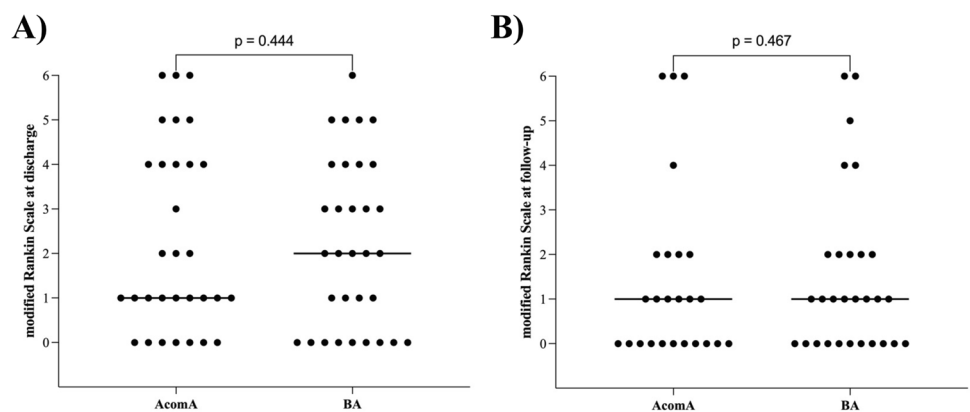 A)
p = 0.444
modified Rankin Scale at discharge
6
5
4
3
2
1
0
AcomA BA
B)
p = 0.467
modified Rankin Scale at follow-up
6
5
4
3
2
1
0
AcomA BA